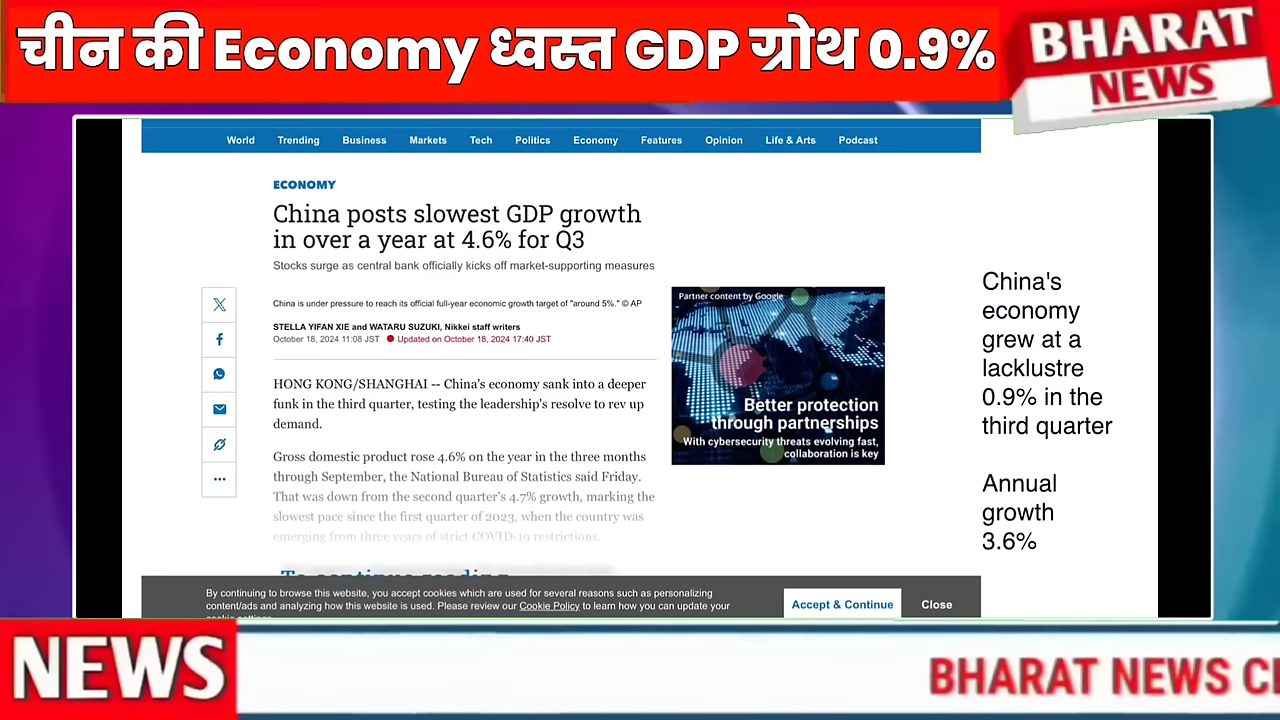 चीन की Economy ध्वस्त GDP ग्रोथ 0.9%
BHARAT
NEWS
World Trending Business Markets Tech Politics Economy Features Opinion Life & Arts Podcast
ECONOMY
China posts slowest GDP growth
in over a year at 4.6% for Q3
Stocks surge as central bank officially kicks off market-supporting measures
China is under pressure to reach its official full-year economic growth target of "around 5%." © AP
STELLA YIFAN XIE and WATARU SUZUKI, Nikkei staff writers
October 18, 2024 11:08 JST Updated on October 18, 2024 17:40 JST
HONG KONG/SHANGHAI -- China's economy sank into a deeper
funk in the third quarter, testing the leadership's resolve to rev up
demand.
Gross domestic product rose 4.6% on the year in the three months
through September, the National Bureau of Statistics said Friday.
That was down from the second quarter's 4.7% growth, marking the
slowest pace since the first quarter of 2023, when the country was
emerging from three years of strict COVID-19 restrictions.
To continue reading
Partner content by Google
Better protection
through partnerships
With cybersecurity threats evolving fast,
collaboration is key
China's
economy
grew at a
lacklustre
0.9% in the
third quarter
Annual
growth
3.6%
By continuing to browse this website, you accept cookies which are used for several reasons such as personalizing
content/ads and analyzing how this website is used. Please review our Cookie Policy to learn how you can update your
cookie settings.
Accept & Continue
Close
NEWS
BHARAT NEWS